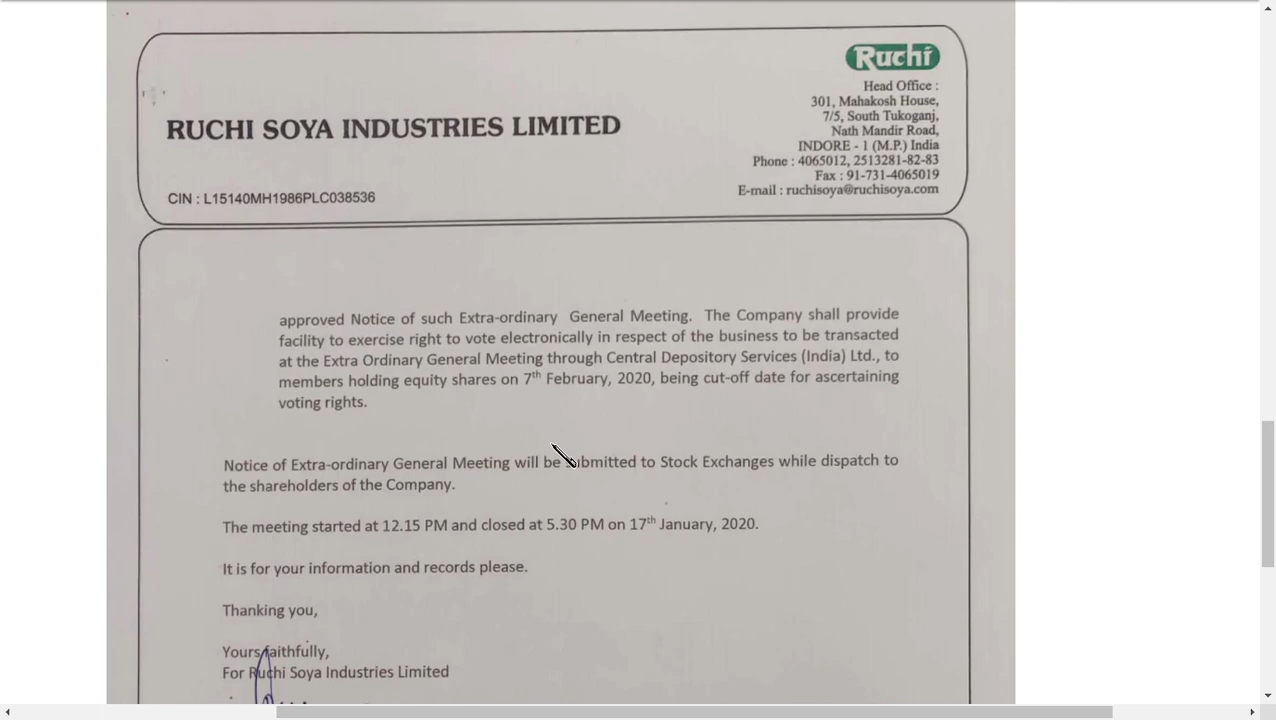 Ruchi
Head Office :
301, Mahakosh House,
7/5, South Tukoganj,
Nath Mandir Road,
INDORE - 1 (M.P.) India
Phone : 4065012, 2513281-82-83
Fax : 91-731-4065019
E-mail : ruchisoya@ruchisoya.com
RUCHI SOYA INDUSTRIES LIMITED
CIN : L15140MH1986PLC038536
approved Notice of such Extra-ordinary General Meeting. The Company shall provide
facility to exercise right to vote electronically in respect of the business to be transacted
at the Extra Ordinary General Meeting through Central Depository Services (India) Ltd., to
members holding equity shares on 7th February, 2020, being cut-off date for ascertaining
voting rights.
Notice of Extra-ordinary General Meeting will be submitted to Stock Exchanges while dispatch to
the shareholders of the Company.
The meeting started at 12.15 PM and closed at 5.30 PM on 17th January, 2020.
It is for your information and records please.
Thanking you,
Yours faithfully,
For Ruchi Soya Industries Limited